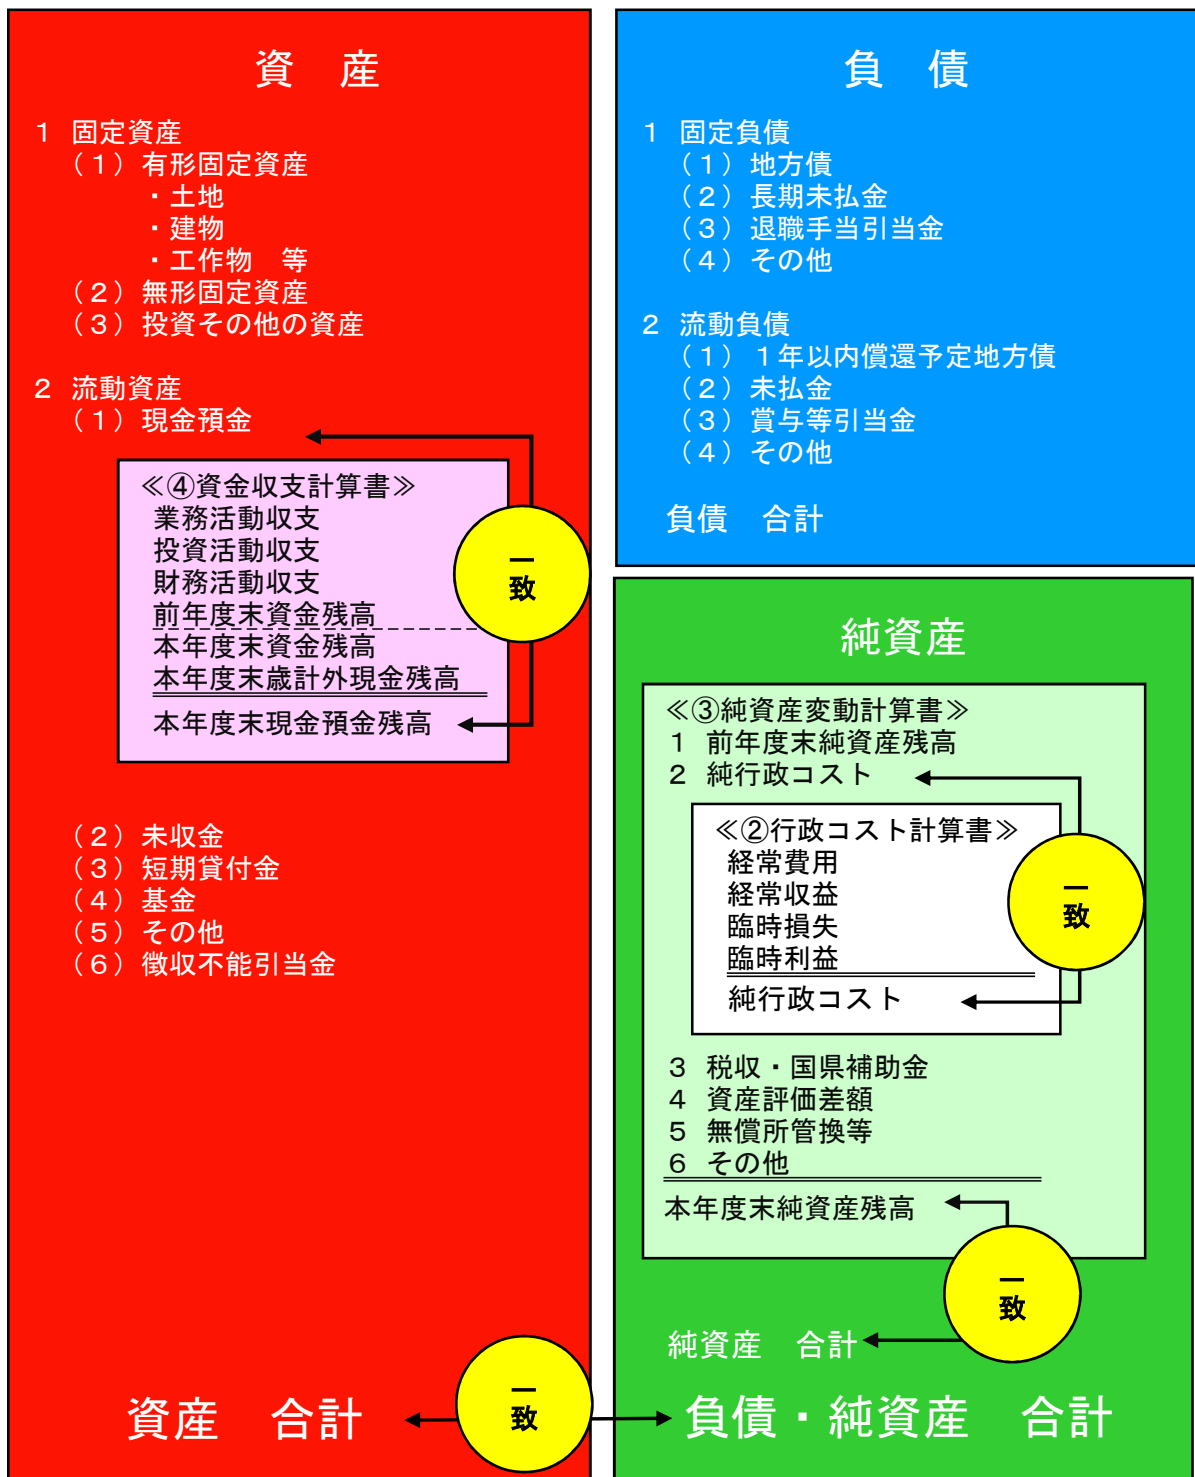 資　産
１ 固定資産
（１）有形固定資産
・土地
・建物
・工作物　等
（２）無形固定資産
（３）投資その他の資産
２ 流動資産
（１）現金預金
≪④資金収支計算書≫
業務活動収支
投資活動収支
財務活動収支
前年度末資金残高
本年度末資金残高
本年度末歳計外現金残高
本年度末現金預金残高
一致
（２）未収金
（３）短期貸付金
（４）基金
（５）その他
（６）徴収不能引当金
資産　合計
一致
負　債
１ 固定負債
（１）地方債
（２）長期未払金
（３）退職手当引当金
（４）その他
２ 流動負債
（１）１年以内償還予定地方債
（２）未払金
（３）賞与等引当金
（４）その他
負債　合計
純資産
≪③純資産変動計算書≫
１ 前年度末純資産残高
２ 純行政コスト
≪②行政コスト計算書≫
経常費用
経常収益
臨時損失
臨時利益
純行政コスト
一致
３ 税収・国県補助金
４ 資産評価差額
５ 無償所管換等
６ その他
本年度末純資産残高
一致
純資産　合計
負債・純資産　合計